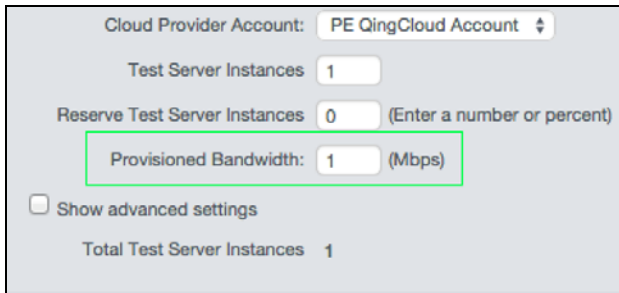 Cloud Provider Account: PE QingCloud Account
Test Server Instances 1
Reserve Test Server Instances 0 (Enter a number or percent)
Provisioned Bandwidth: 1 (Mbps)
Show advanced settings
Total Test Server Instances 1